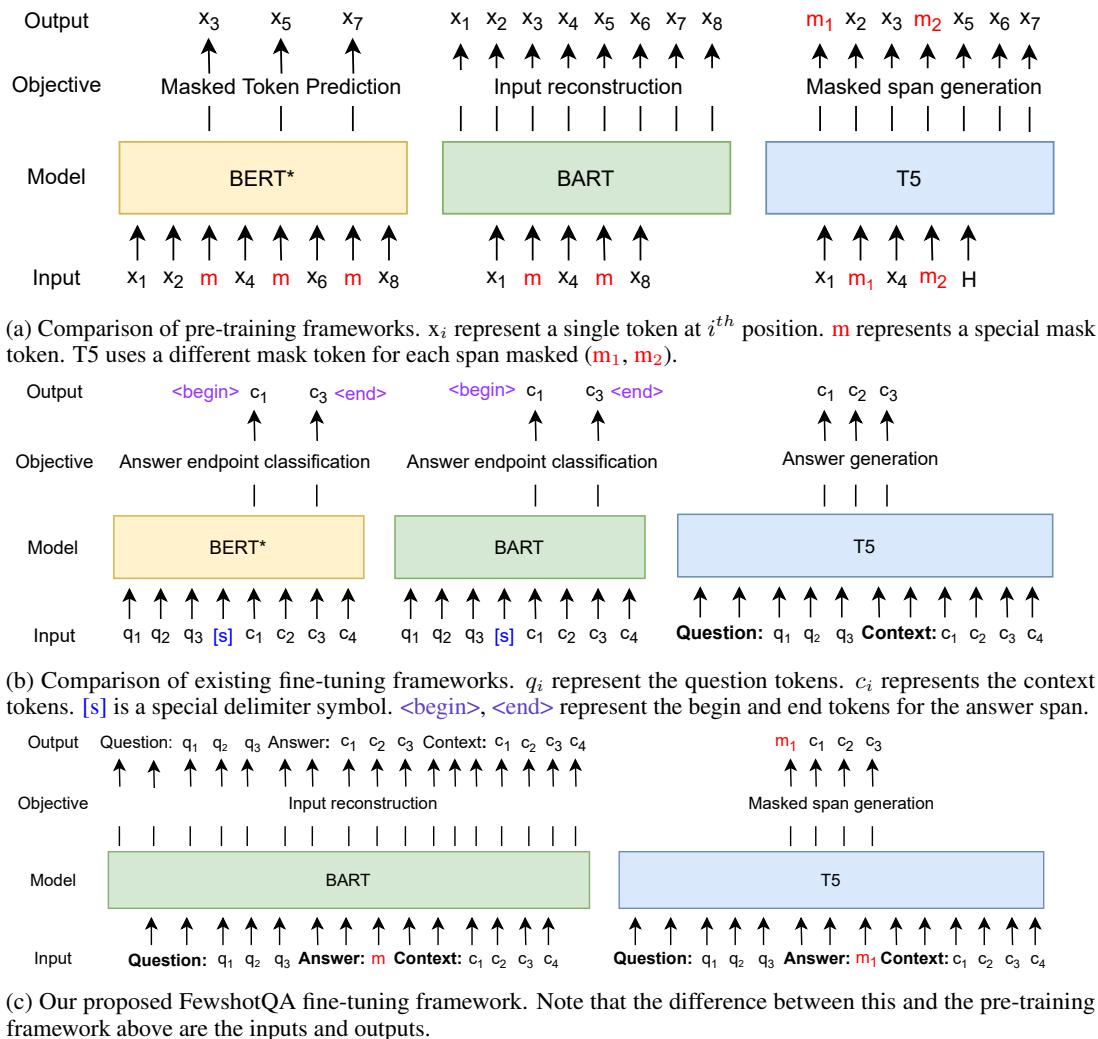 Output x₃ x₅ x₇ x₁ x₂ x₃ x₄ x₅ x₆ x₇ x₈ m₁ x₂ x₃ m₂ x₅ x₆ x₇
Objective Masked Token Prediction Input reconstruction Masked span generation
Model BERT* BART T5
Input x₁ x₂ m x₄ m x₆ m x₈ x₁ m x₄ m x₈ x₁ m₁ x₄ m₂ H
(a) Comparison of pre-training frameworks. xᵢ represent a single token at iᵗʰ position. m represents a special mask
token. T5 uses a different mask token for each span masked (m₁, m₂).
Output <begin> c₁ c₃ <end> <begin> c₁ c₃ <end> c₁ c₂ c₃
Objective Answer endpoint classification Answer endpoint classification Answer generation
Model BERT* BART T5
Input q₁ q₂ q₃ [s] c₁ c₂ c₃ c₄ q₁ q₂ q₃ [s] c₁ c₂ c₃ c₄ Question: q₁ q₂ q₃ Context: c₁ c₂ c₃ c₄
(b) Comparison of existing fine-tuning frameworks. qᵢ represent the question tokens. cᵢ represents the context
tokens. [s] is a special delimiter symbol. <begin>, <end> represent the begin and end tokens for the answer span.
Output Question: q₁ q₂ q₃ Answer: c₁ c₂ c₃ Context: c₁ c₂ c₃ c₄ m₁ c₁ c₂ c₃
Objective Input reconstruction Masked span generation
Model BART T5
Input Question: q₁ q₂ q₃ Answer: m Context: c₁ c₂ c₃ c₄ Question: q₁ q₂ q₃ Answer: m₁ Context: c₁ c₂ c₃ c₄
(c) Our proposed FewshotQA fine-tuning framework. Note that the difference between this and the pre-training
framework above are the inputs and outputs.